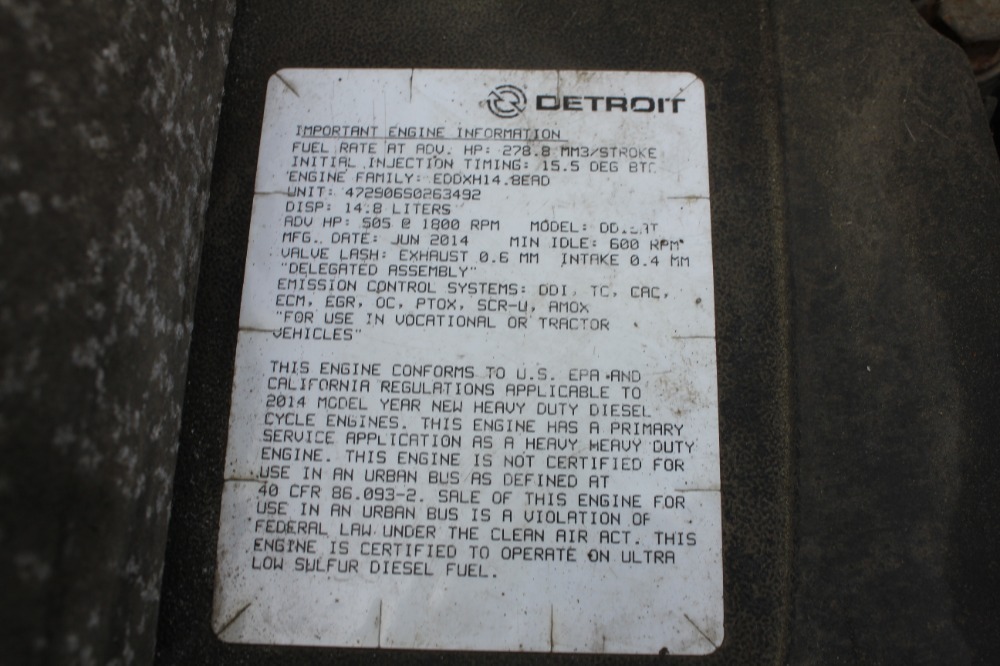 DETROIT
IMPORTANT ENGINE INFORMATION
FUEL RATE AT ADV. HP: 278.8 MM3/STROKE
INITIAL INJECTION TIMING: 15.5 DEG BTC
ENGINE FAMILY: EDDXH14.8EAD
UNIT: 472906S0263492
DISP: 14.8 LITERS
ADV HP: 505 @ 1800 RPM MODEL:
MFG. DATE: JUN 2014 MIN IDLE: 600 RPM
VALVE LASH: EXHAUST 0.6 MM INTAKE 0.4 MM
"DELEGATED ASSEMBLY"
EMISSION CONTROL SYSTEMS: DDI, TC, CAC,
ECM, EGR, OC, PTOX, SCR-U, AMOX
"FOR USE IN VOCATIONAL OR TRACTOR
VEHICLES"
THIS ENGINE CONFORMS TO U.S. EPA AND
CALIFORNIA REGULATIONS APPLICABLE TO
2014 MODEL YEAR NEW HEAVY DUTY DIESEL
CYCLE ENGINES. THIS ENGINE HAS A PRIMARY
SERVICE APPLICATION AS A HEAVY HEAVY DUTY
ENGINE. THIS ENGINE IS NOT CERTIFIED FOR
USE IN AN URBAN BUS AS DEFINED AT
40 CFR 86.093-2. SALE OF THIS ENGINE FOR
USE IN AN URBAN BUS IS A VIOLATION OF
FEDERAL LAW UNDER THE CLEAN AIR ACT. THIS
ENGINE IS CERTIFIED TO OPERATE ON ULTRA
LOW SULFUR DIESEL FUEL.